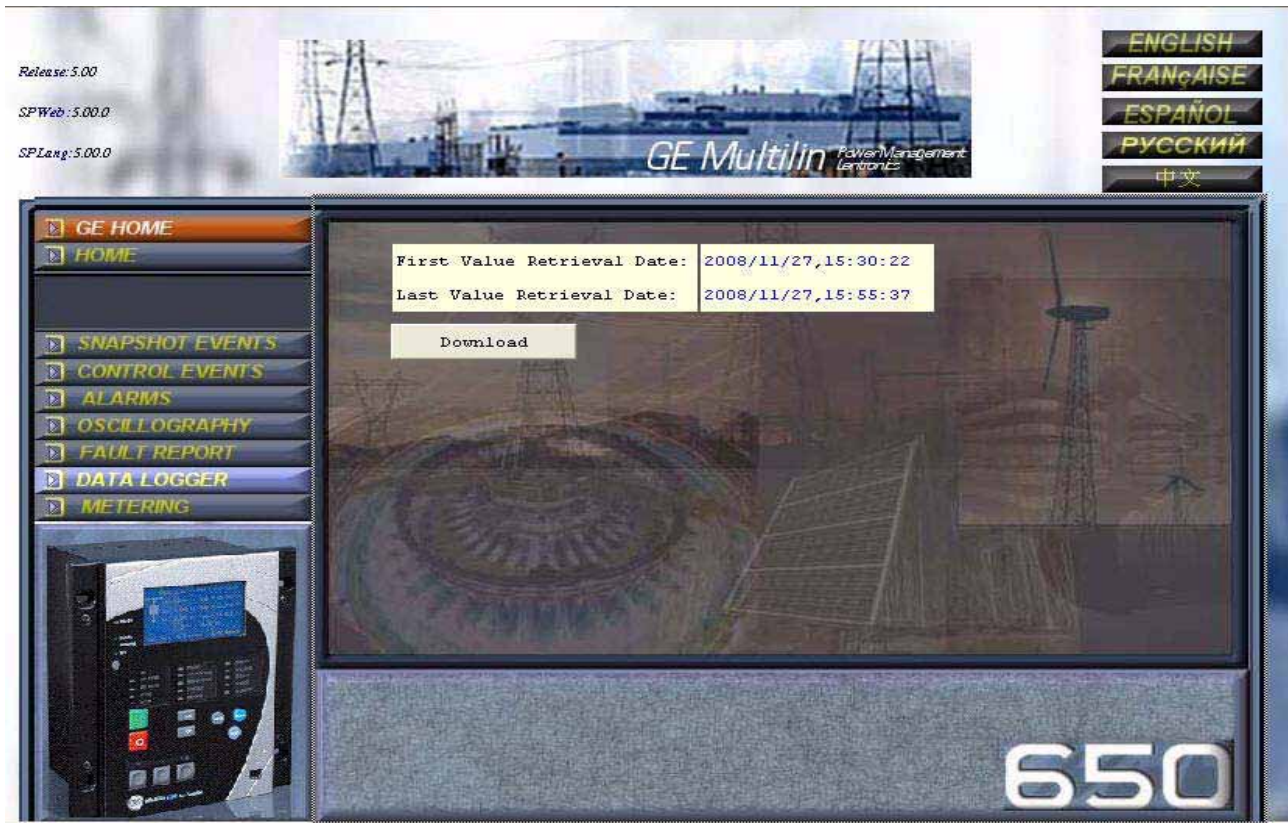 Release:5.00
SPWeb:5.00.0
SPLang:5.00.0
GE Multilin PowerManagement
Lentronics
ENGLISH
FRANçAISE
ESPAÑOL
РУССКИЙ
中文
GE HOME
HOME
SNAPSHOT EVENTS
CONTROL EVENTS
ALARMS
OSCILLOGRAPHY
FAULT REPORT
DATA LOGGER
METERING
First Value Retrieval Date: 2008/11/27,15:30:22
Last Value Retrieval Date: 2008/11/27,15:55:37
Download
650